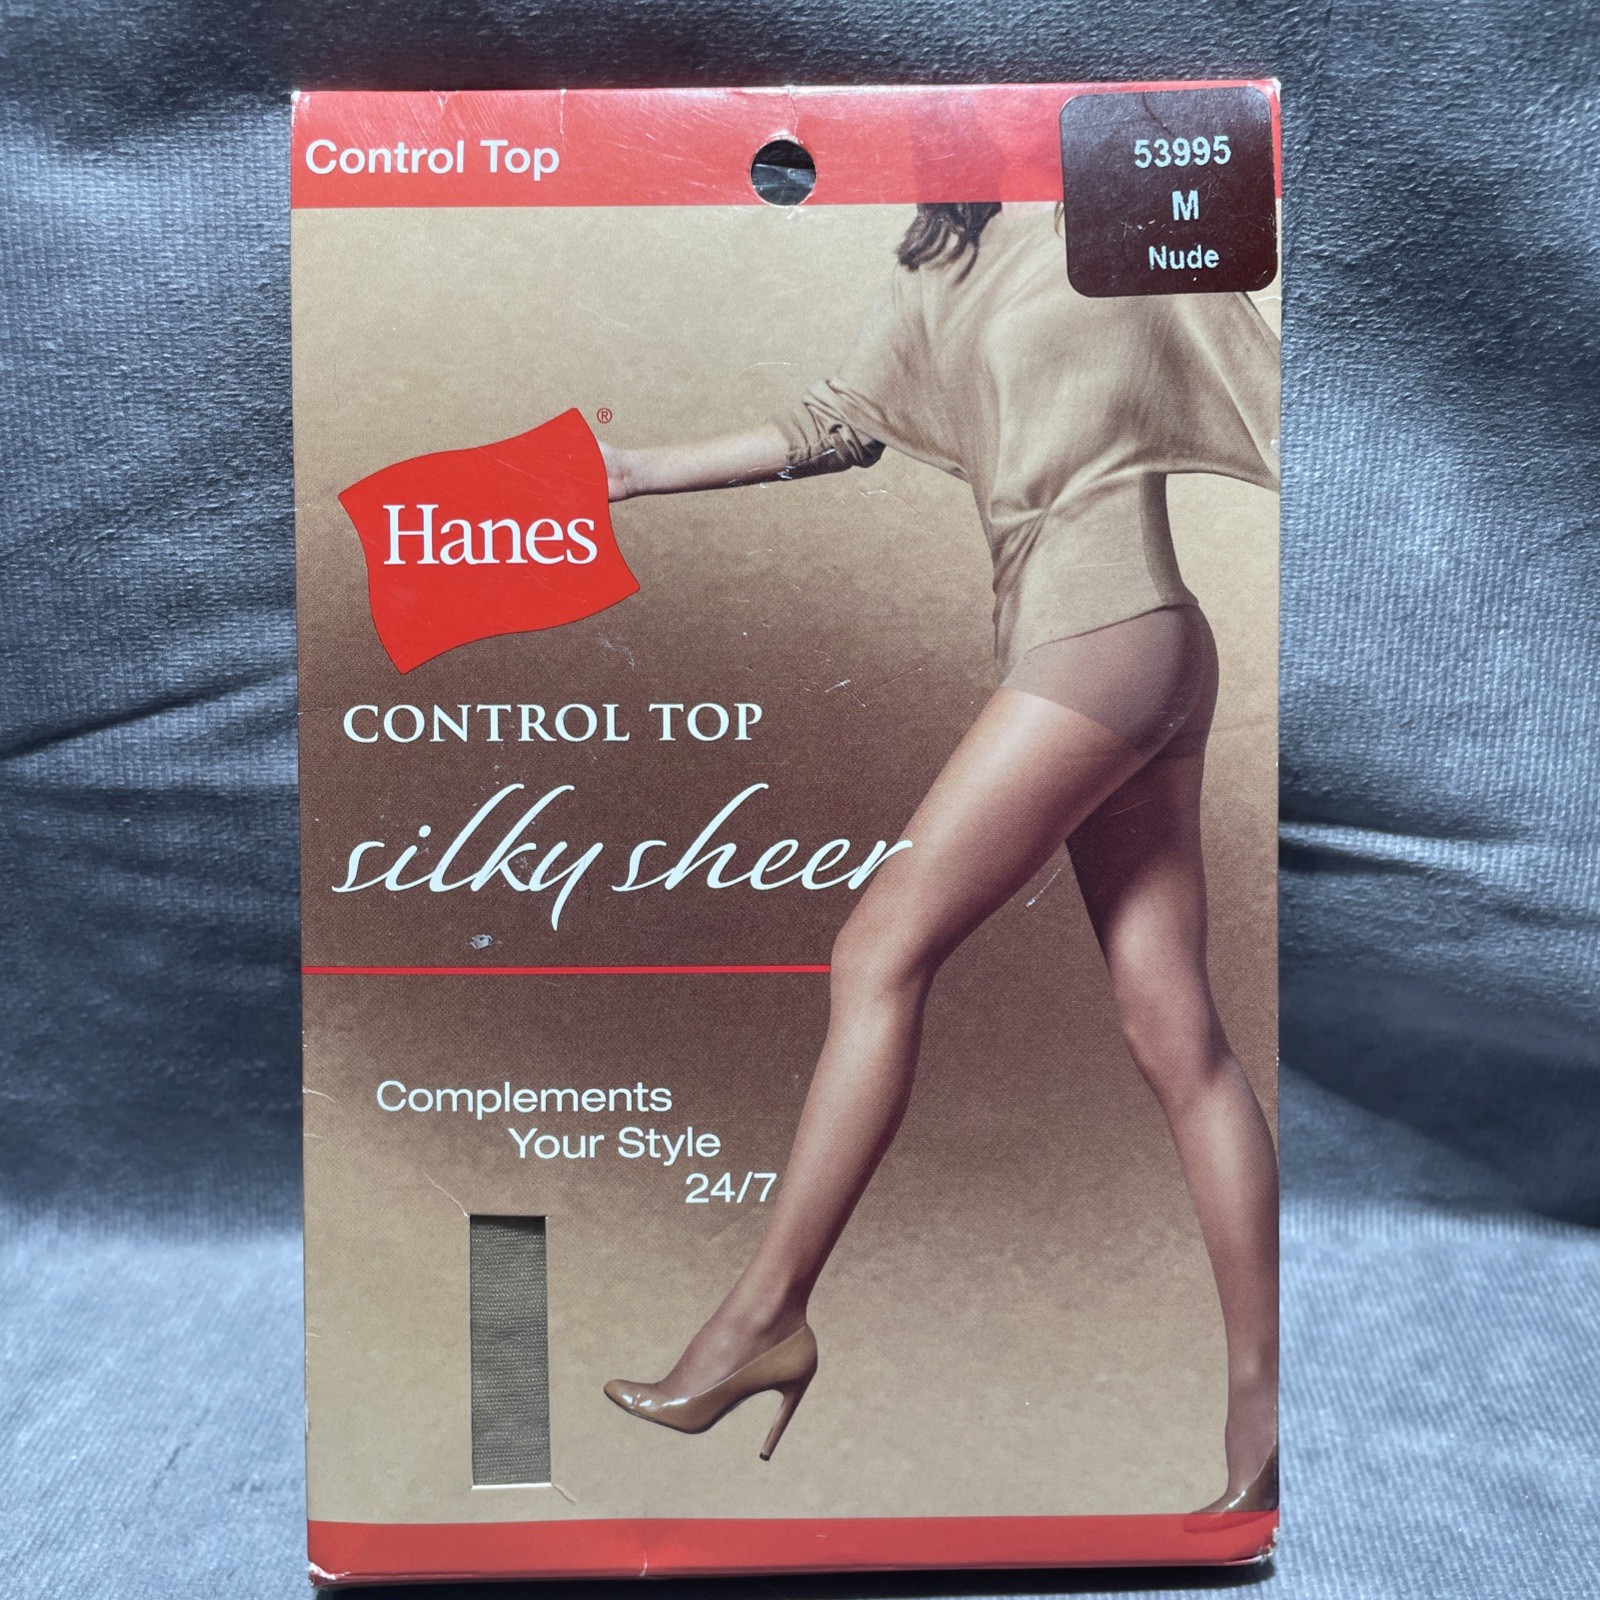 Control Top
53995
M
Nude
®
Hanes
CONTROL TOP
silky sheer
Complements
Your Style
24/7